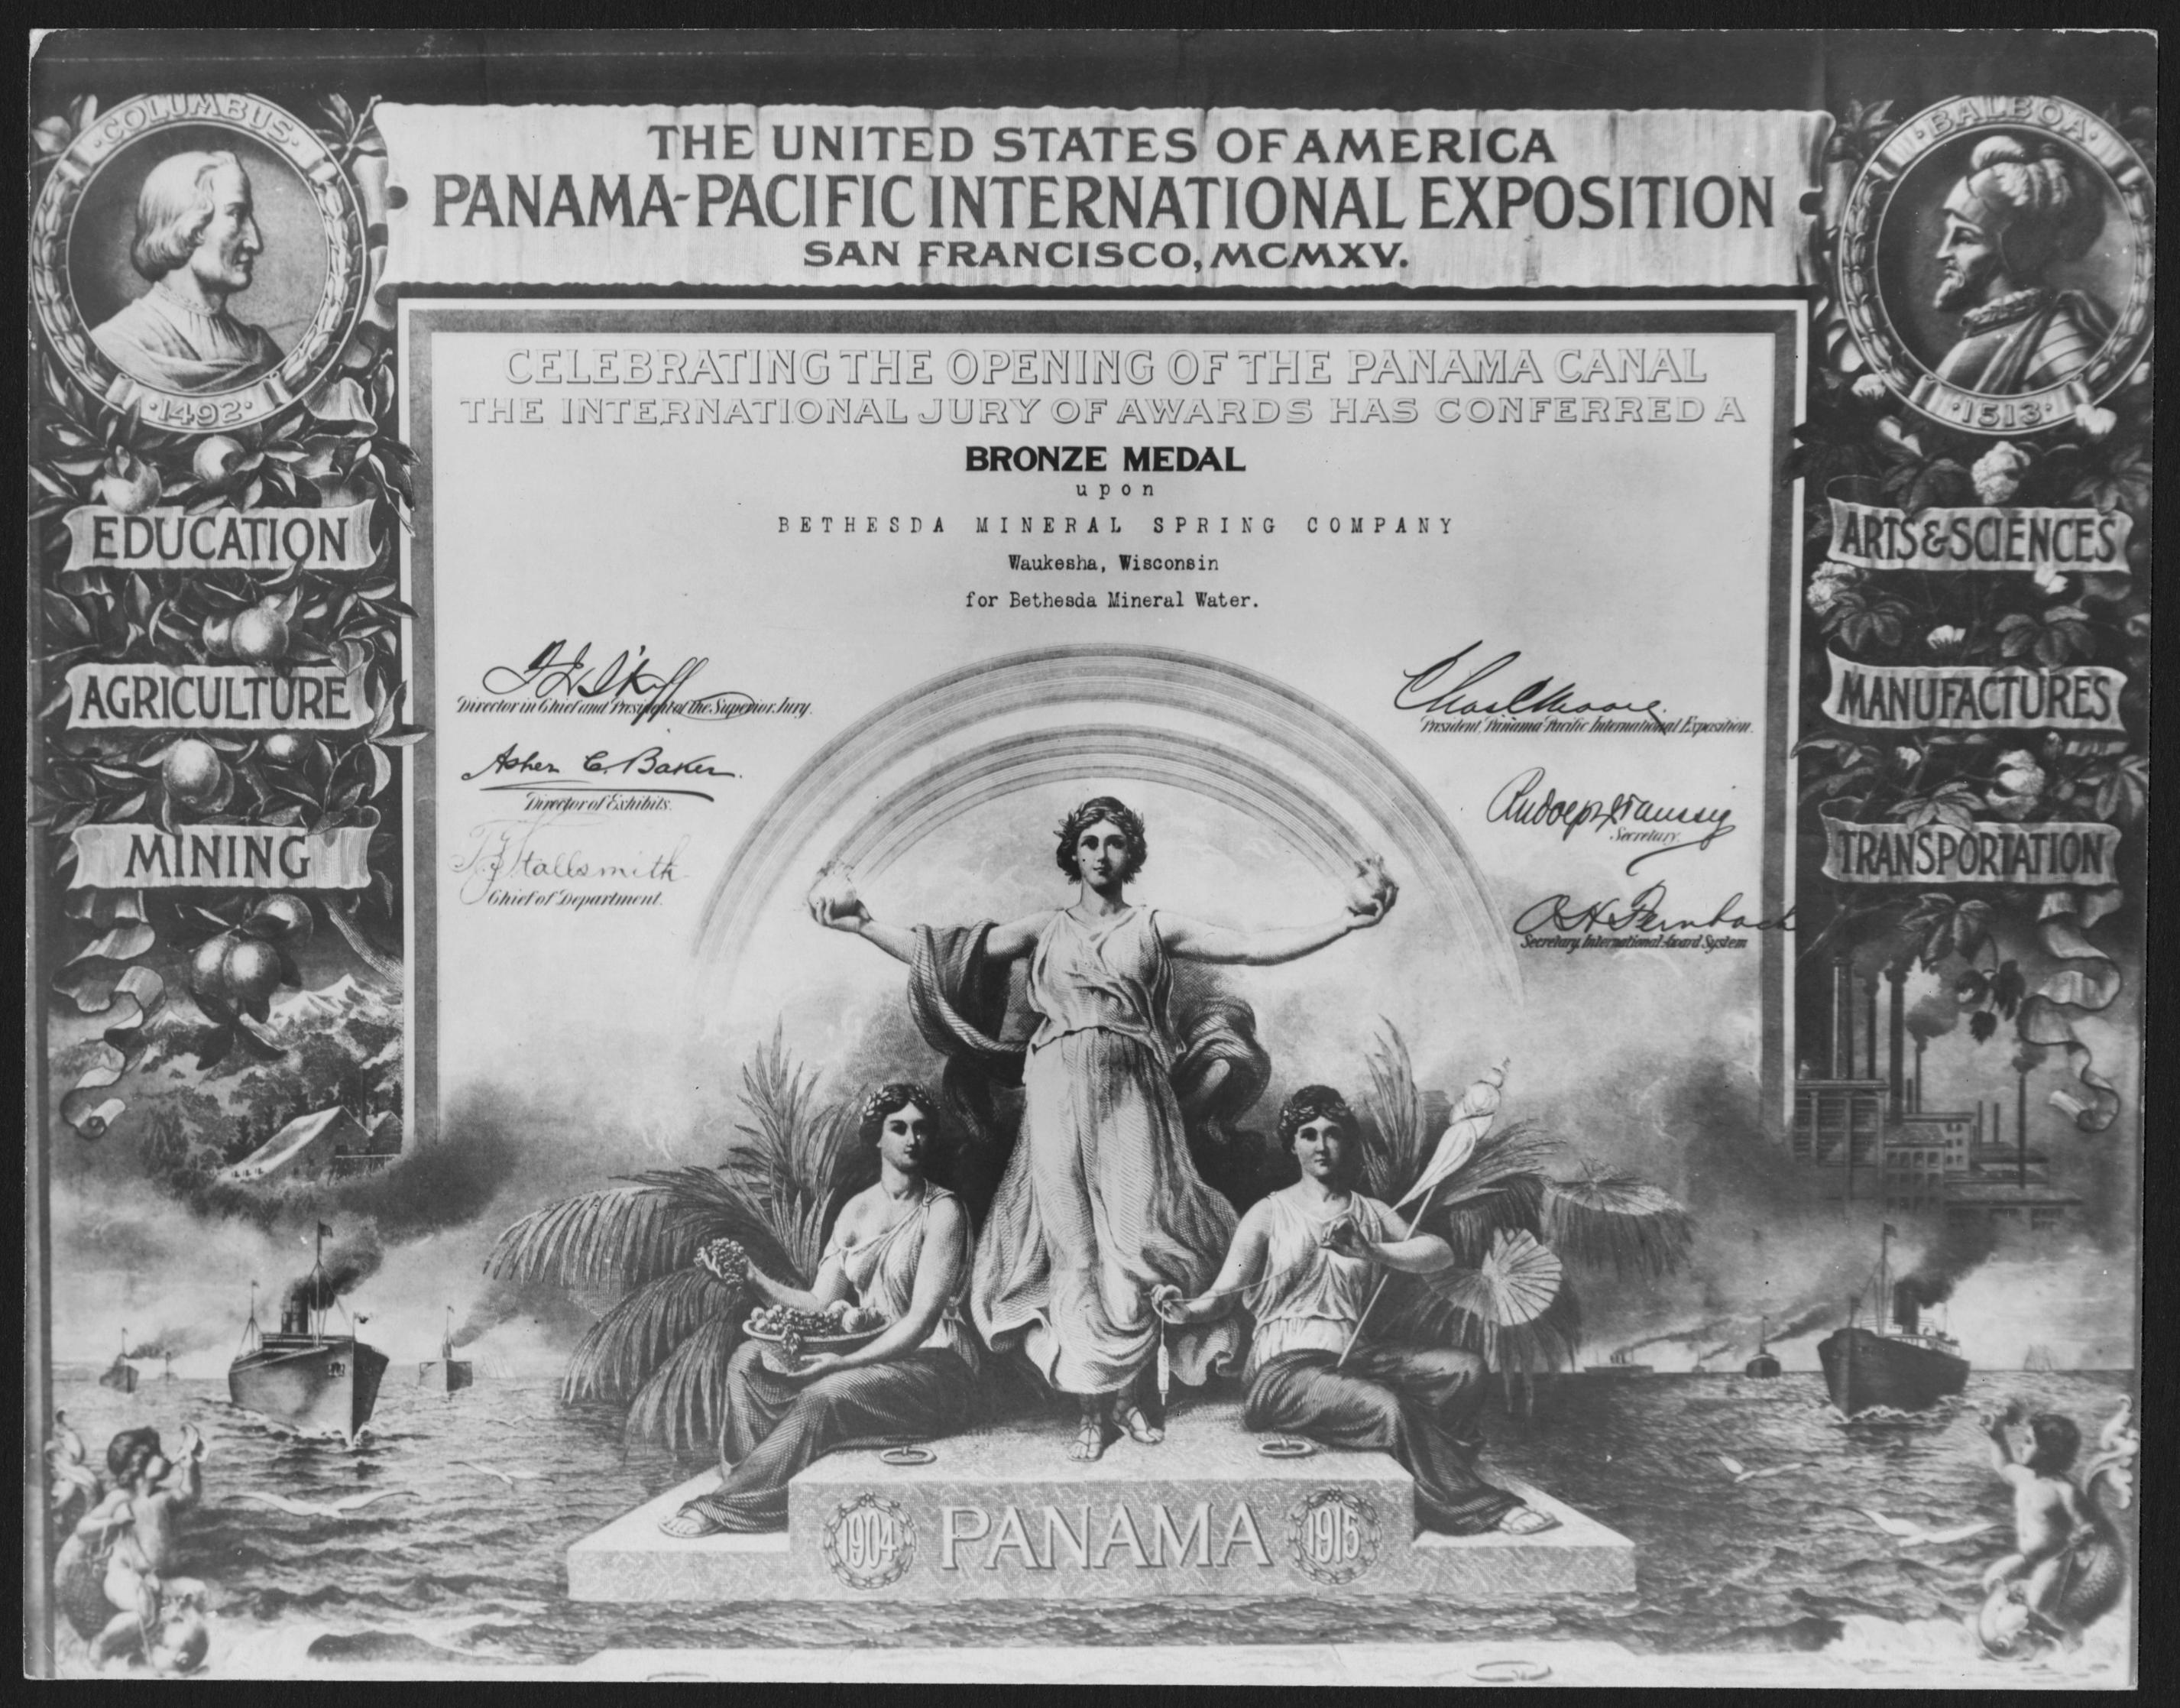 COLUMBUS
1492
BALBOA
1513
THE UNITED STATES OF AMERICA
PANAMA-PACIFIC INTERNATIONAL EXPOSITION
SAN FRANCISCO, MCMXV.
CELEBRATING THE OPENING OF THE PANAMA CANAL
THE INTERNATIONAL JURY OF AWARDS HAS CONFERRED A
BRONZE MEDAL
upon
BETHESDA MINERAL SPRING COMPANY
Waukesha, Wisconsin
for Bethesda Mineral Water.
EDUCATION
AGRICULTURE
MINING
ARTS & SCIENCES
MANUFACTURES
TRANSPORTATION
Director in Chief and President of the Superior Jury.
Asher C. Baker.
Director of Exhibits.
Stallsmith
Chief of Department.
Chas C Moore
President, Panama Pacific International Exposition.
Rudolph Taussig
Secretary
Secretary, International Award System
1904 PANAMA 1915